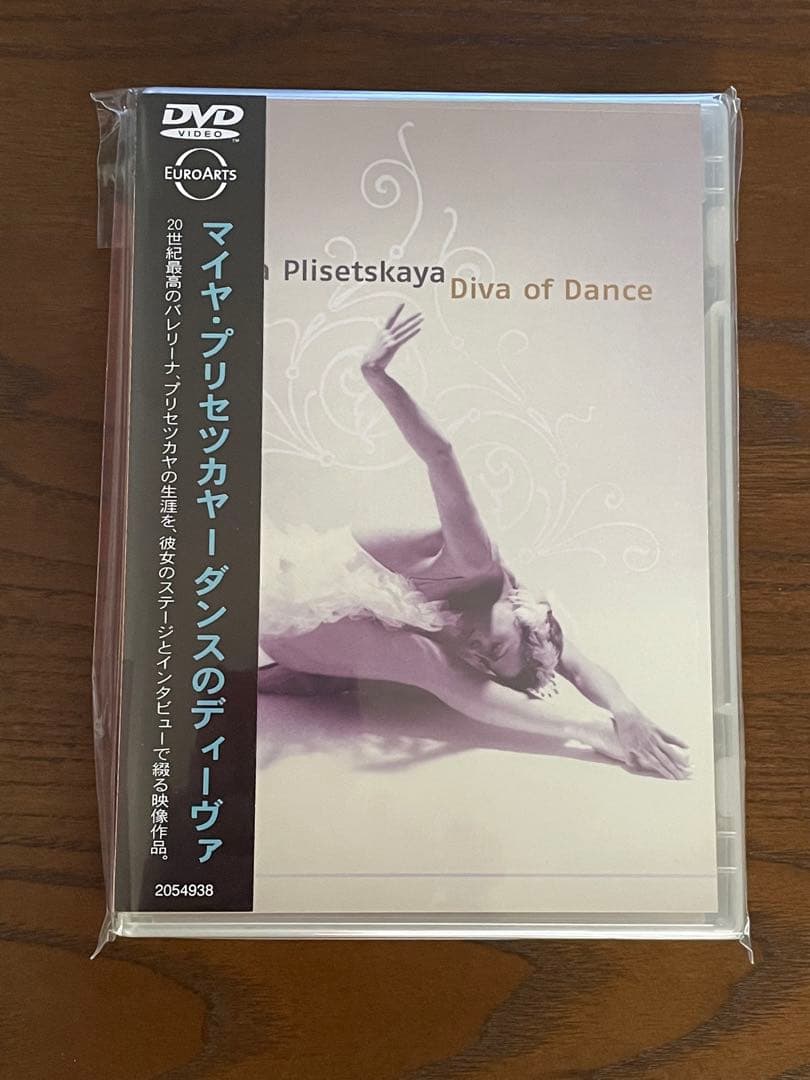 DVD
VIDEO
TM
EUROARTS
マイヤ・プリセツカヤーダンスのディーヴァ
20世紀最高のバレリーナ、プリセツカヤの生涯を、彼女のステージとインタビューで綴る映像作品。
2054938
a Plisetskaya
Diva of Dance